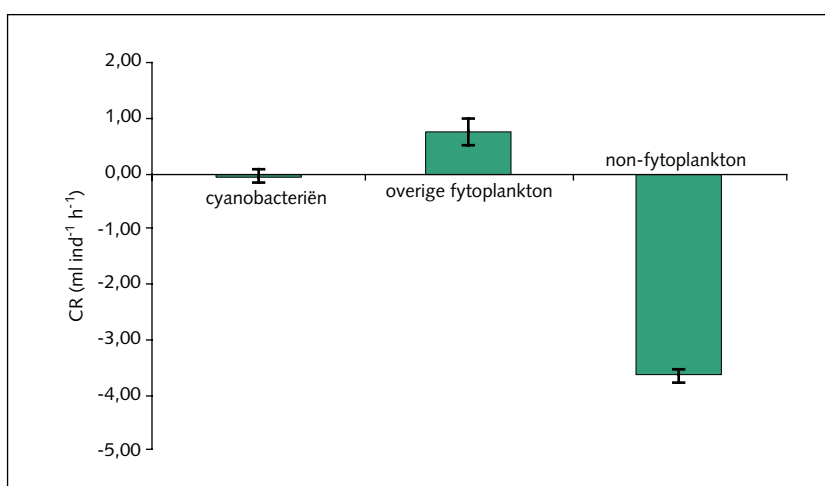 2,00
1,00
0,00
-1,00
-2,00
-3,00
-4,00
-5,00
CR (ml ind⁻¹ h⁻¹)
cyanobacteriën
overige fytoplankton
non-fytoplankton